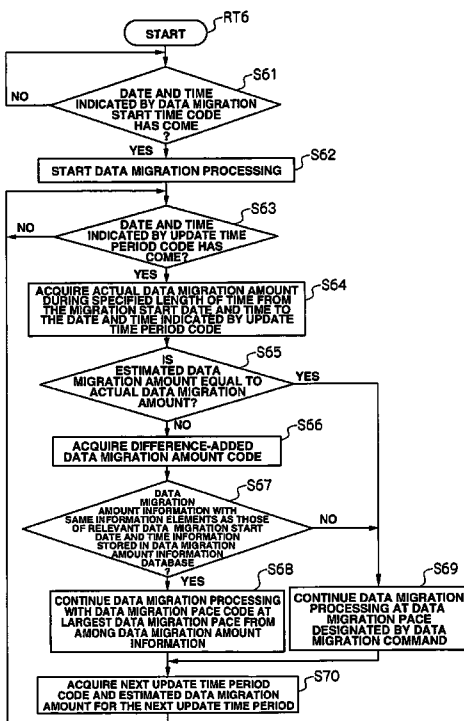 RT6
START
S61
DATE AND TIME
INDICATED BY DATA MIGRATION
START TIME CODE
HAS COME
?
NO
YES
S62
START DATA MIGRATION PROCESSING
S63
DATE AND TIME
INDICATED BY UPDATE TIME
PERIOD CODE HAS
COME?
NO
YES
S64
ACQUIRE ACTUAL DATA MIGRATION AMOUNT
DURING SPECIFIED LENGTH OF TIME FROM
THE MIGRATION START DATE AND TIME TO
THE DATE AND TIME INDICATED BY UPDATE
TIME PERIOD CODE
S65
IS
ESTIMATED DATA
MIGRATION AMOUNT EQUAL TO
ACTUAL DATA MIGRATION
AMOUNT?
YES
NO
S66
ACQUIRE DIFFERENCE-ADDED
DATA MIGRATION AMOUNT CODE
S67
DATA
MIGRATION
AMOUNT INFORMATION WITH
SAME INFORMATION ELEMENTS AS THOSE
OF RELEVANT DATA MIGRATION START
DATE AND TIME INFORMATION
STORED IN DATA MIGRATION
AMOUNT INFORMATION
DATABASE
?
NO
YES
S68
CONTINUE DATA MIGRATION PROCESSING
WITH DATA MIGRATION PACE CODE AT
LARGEST DATA MIGRATION PACE FROM
AMONG DATA MIGRATION AMOUNT
INFORMATION
S69
CONTINUE DATA MIGRATION
PROCESSING AT DATA
MIGRATION PACE
DESIGNATED BY DATA
MIGRATION COMMAND
S70
ACQUIRE NEXT UPDATE TIME PERIOD
CODE AND ESTIMATED DATA MIGRATION
AMOUNT FOR THE NEXT UPDATE TIME PERIOD